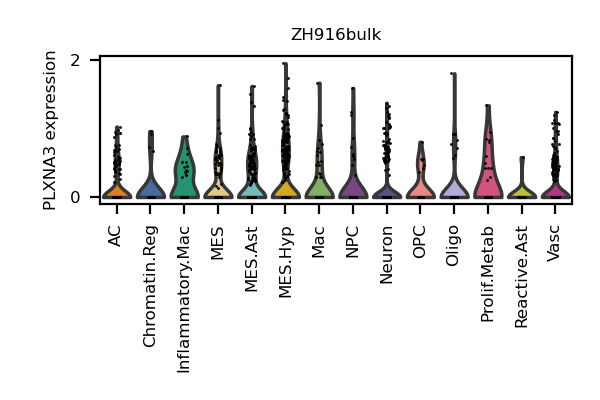 ZH916bulk
PLXNA3 expression
2
0
AC
Chromatin.Reg
Inflammatory.Mac
MES
MES.Ast
MES.Hyp
Mac
NPC
Neuron
OPC
Oligo
Prolif.Metab
Reactive.Ast
Vasc